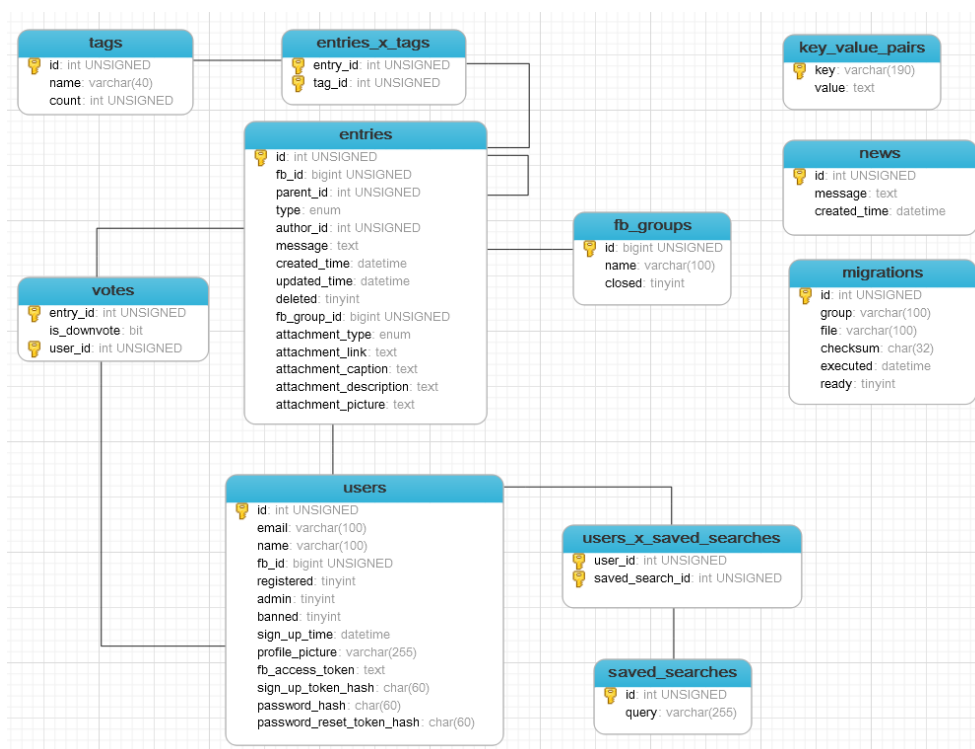 tags
id: int UNSIGNED
name: varchar(40)
count: int UNSIGNED
entries_x_tags
entry_id: int UNSIGNED
tag_id: int UNSIGNED
key_value_pairs
key: varchar(190)
value: text
entries
id: int UNSIGNED
fb_id: bigint UNSIGNED
parent_id: int UNSIGNED
type: enum
author_id: int UNSIGNED
message: text
created_time: datetime
updated_time: datetime
deleted: tinyint
fb_group_id: bigint UNSIGNED
attachment_type: enum
attachment_link: text
attachment_caption: text
attachment_description: text
attachment_picture: text
news
id: int UNSIGNED
message: text
created_time: datetime
fb_groups
id: bigint UNSIGNED
name: varchar(100)
closed: tinyint
migrations
id: int UNSIGNED
group: varchar(100)
file: varchar(100)
checksum: char(32)
executed: datetime
ready: tinyint
votes
entry_id: int UNSIGNED
is_downvote: bit
user_id: int UNSIGNED
users
id: int UNSIGNED
email: varchar(100)
name: varchar(100)
fb_id: bigint UNSIGNED
registered: tinyint
admin: tinyint
banned: tinyint
sign_up_time: datetime
profile_picture: varchar(255)
fb_access_token: text
sign_up_token_hash: char(60)
password_hash: char(60)
password_reset_token_hash: char(60)
users_x_saved_searches
user_id: int UNSIGNED
saved_search_id: int UNSIGNED
saved_searches
id: int UNSIGNED
query: varchar(255)